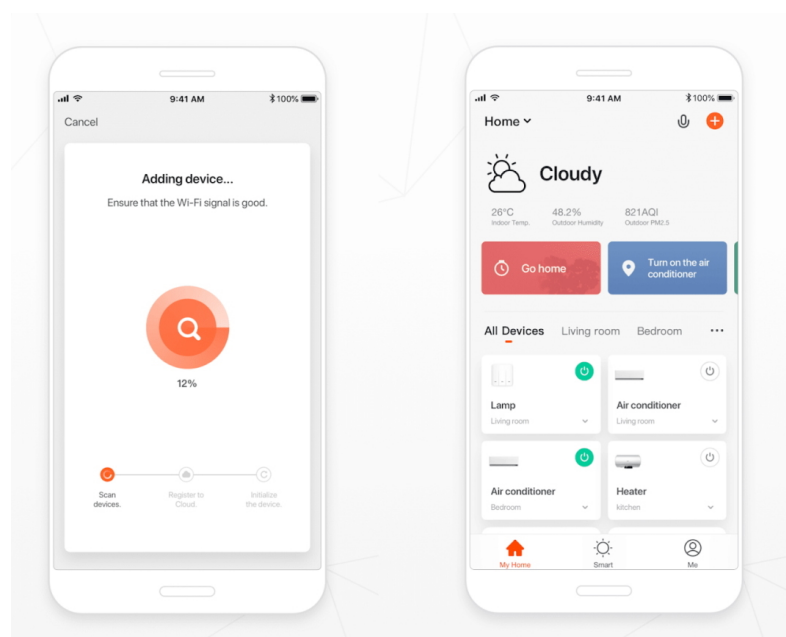 9:41 AM
100%
Cancel
Adding device...
Ensure that the Wi-Fi signal is good.
12%
Scan
devices.
Register to
Cloud.
Initialize
the device.
9:41 AM
100%
Home
Cloudy
26°C
48.2%
821AQI
Indoor Temp.
Outdoor Humidity
Outdoor PM2.5
Go home
Turn on the air
conditioner
All Devices
Living room
Bedroom
Lamp
Living room
Air conditioner
Living room
Air conditioner
Bedroom
Heater
kitchen
My Home
Smart
Me